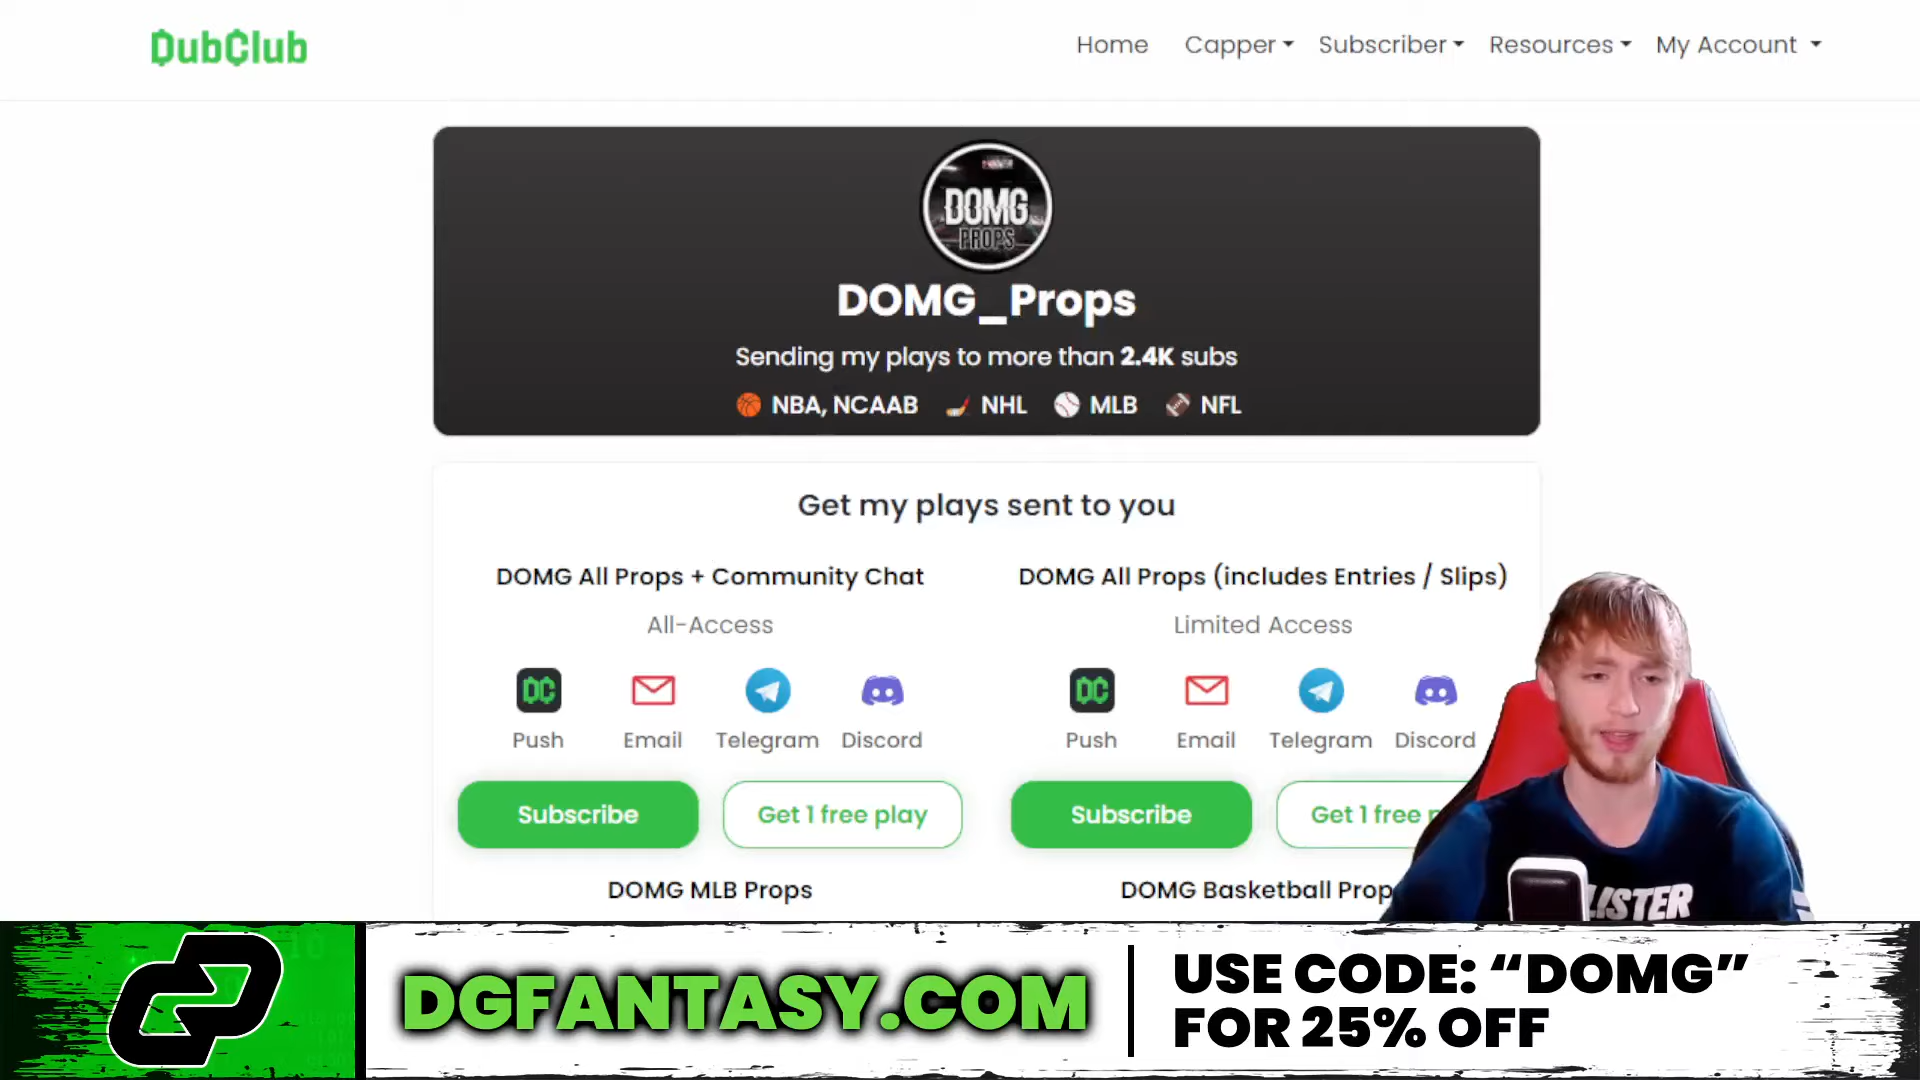 DubClub
Home Capper Subscriber Resources My Account
DOMG
PROPS
DOMG_Props
Sending my plays to more than 2.4K subs
NBA, NCAAB NHL MLB NFL
Get my plays sent to you
DOMG All Props + Community Chat
All-Access
DC
Push Email Telegram Discord
Subscribe Get 1 free play
DOMG MLB Props
DOMG All Props (includes Entries / Slips)
Limited Access
DC
Push Email Telegram Discord
Subscribe Get 1 free
DOMG Basketball Prop
LISTER
DGFANTASY.COM
USE CODE: “DOMG”
FOR 25% OFF